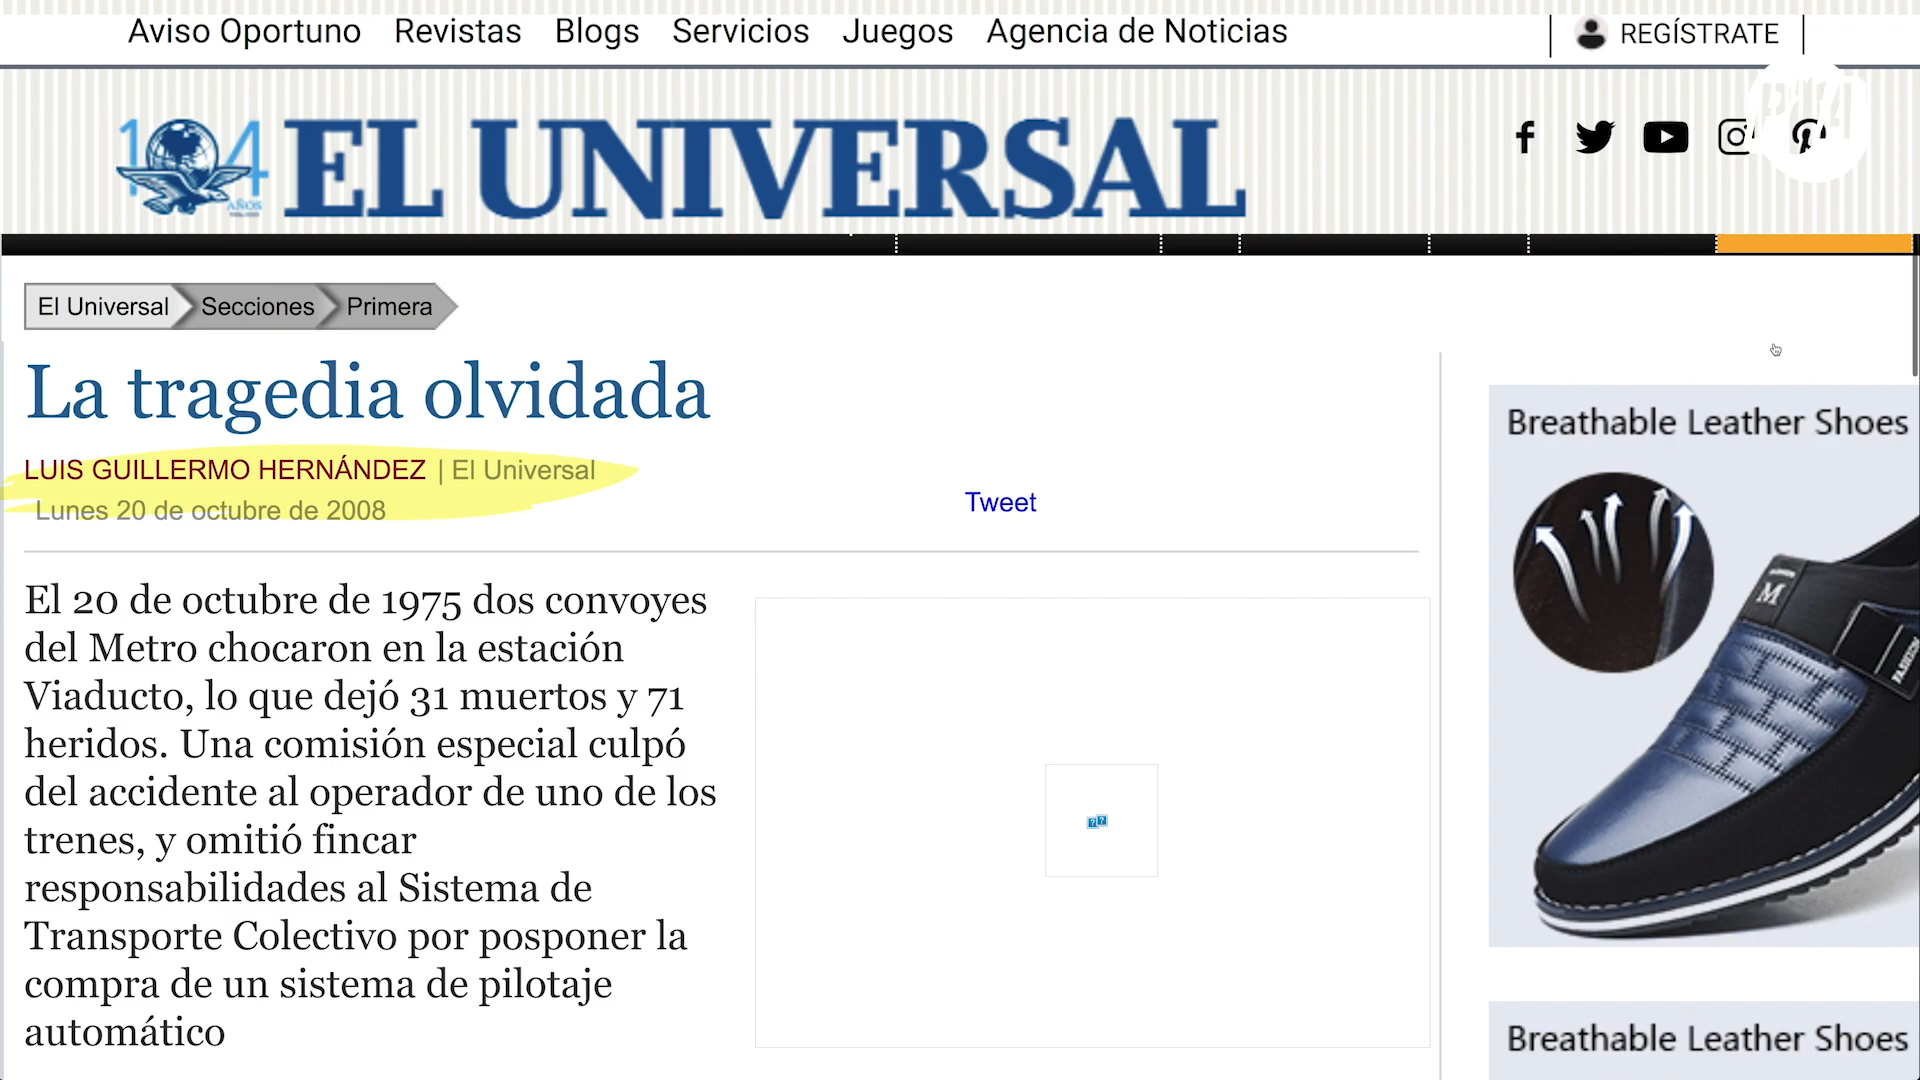 Aviso Oportuno Revistas Blogs Servicios Juegos Agencia de Noticias REGÍSTRATE
104 AÑOS EL UNIVERSAL
El Universal Secciones Primera
La tragedia olvidada
LUIS GUILLERMO HERNÁNDEZ | El Universal
Lunes 20 de octubre de 2008
Tweet
El 20 de octubre de 1975 dos convoyes
del Metro chocaron en la estación
Viaducto, lo que dejó 31 muertos y 71
heridos. Una comisión especial culpó
del accidente al operador de uno de los
trenes, y omitió fincar
responsabilidades al Sistema de
Transporte Colectivo por posponer la
compra de un sistema de pilotaje
automático
Breathable Leather Shoes
M
Breathable Leather Shoes